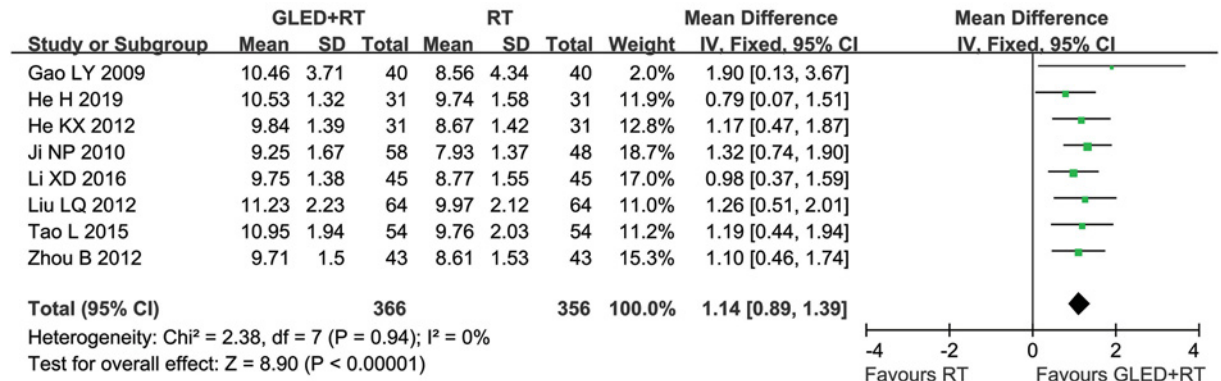 GLED+RT RT Mean Difference Mean Difference
Study or Subgroup Mean SD Total Mean SD Total Weight IV, Fixed, 95% CI IV, Fixed, 95% CI
Gao LY 2009 10.46 3.71 40 8.56 4.34 40 2.0% 1.90 [0.13, 3.67]
He H 2019 10.53 1.32 31 9.74 1.58 31 11.9% 0.79 [0.07, 1.51]
He KX 2012 9.84 1.39 31 8.67 1.42 31 12.8% 1.17 [0.47, 1.87]
Ji NP 2010 9.25 1.67 58 7.93 1.37 48 18.7% 1.32 [0.74, 1.90]
Li XD 2016 9.75 1.38 45 8.77 1.55 45 17.0% 0.98 [0.37, 1.59]
Liu LQ 2012 11.23 2.23 64 9.97 2.12 64 11.0% 1.26 [0.51, 2.01]
Tao L 2015 10.95 1.94 54 9.76 2.03 54 11.2% 1.19 [0.44, 1.94]
Zhou B 2012 9.71 1.5 43 8.61 1.53 43 15.3% 1.10 [0.46, 1.74]
Total (95% CI) 366 356 100.0% 1.14 [0.89, 1.39]
Heterogeneity: Chi² = 2.38, df = 7 (P = 0.94); I² = 0%
Test for overall effect: Z = 8.90 (P < 0.00001)
-4 -2 0 2 4
Favours RT Favours GLED+RT